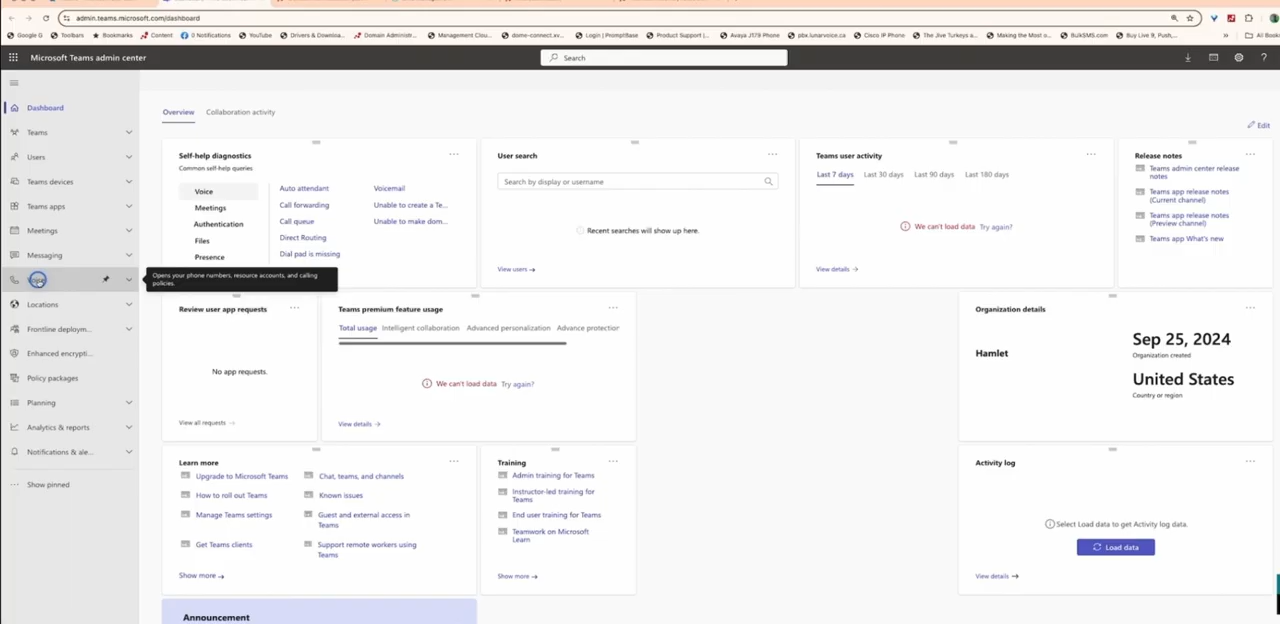 admin.teams.microsoft.com/dashboard
Google G
Toolbars
Bookmarks
Content
0 Notifications
YouTube
Drivers & Downloa...
Domain Administr...
Management Clou...
dome-connect.xv...
Login | PromptBase
Product Support |...
Avaya J179 Phone
pbx.lunarvoice.ca
Cisco IP Phone
The Jive Turkeys a...
Making the Most o...
BulkSMS.com
Buy Live 9, Push,...
»
All Book
Microsoft Teams admin center
Search
?
Dashboard
Teams
Users
Teams devices
Teams apps
Meetings
Messaging
Locations
Frontline deploym...
Enhanced encrypti...
Policy packages
Planning
Analytics & reports
Notifications & ale...
Show pinned
Opens your phone numbers, resource accounts, and calling
policies.
Overview
Collaboration activity
Edit
Self-help diagnostics
Common self-help queries
Voice
Meetings
Authentication
Files
Presence
Auto attendant
Call forwarding
Call queue
Direct Routing
Dial pad is missing
Voicemail
Unable to create a Te...
Unable to make dom...
User search
Search by display or username
Recent searches will show up here.
View users →
Teams user activity
Last 7 days
Last 30 days
Last 90 days
Last 180 days
We can't load data Try again?
View details →
Release notes
Teams admin center release
notes
Teams app release notes
(Current channel)
Teams app release notes
(Preview channel)
Teams app What's new
Review user app requests
No app requests.
View all requests →
Teams premium feature usage
Total usage
Intelligent collaboration
Advanced personalization
Advance protection
We can't load data Try again?
View details →
Organization details
Hamlet
Sep 25, 2024
Organization created
United States
Country or region
Learn more
Upgrade to Microsoft Teams
How to roll out Teams
Manage Teams settings
Get Teams clients
Chat, teams, and channels
Known issues
Guest and external access in
Teams
Support remote workers using
Teams
Show more →
Training
Admin training for Teams
Instructor-led training for
Teams
End user training for Teams
Teamwork on Microsoft
Learn
Show more →
Activity log
Select Load data to get Activity log data.
Load data
View details →
Announcement